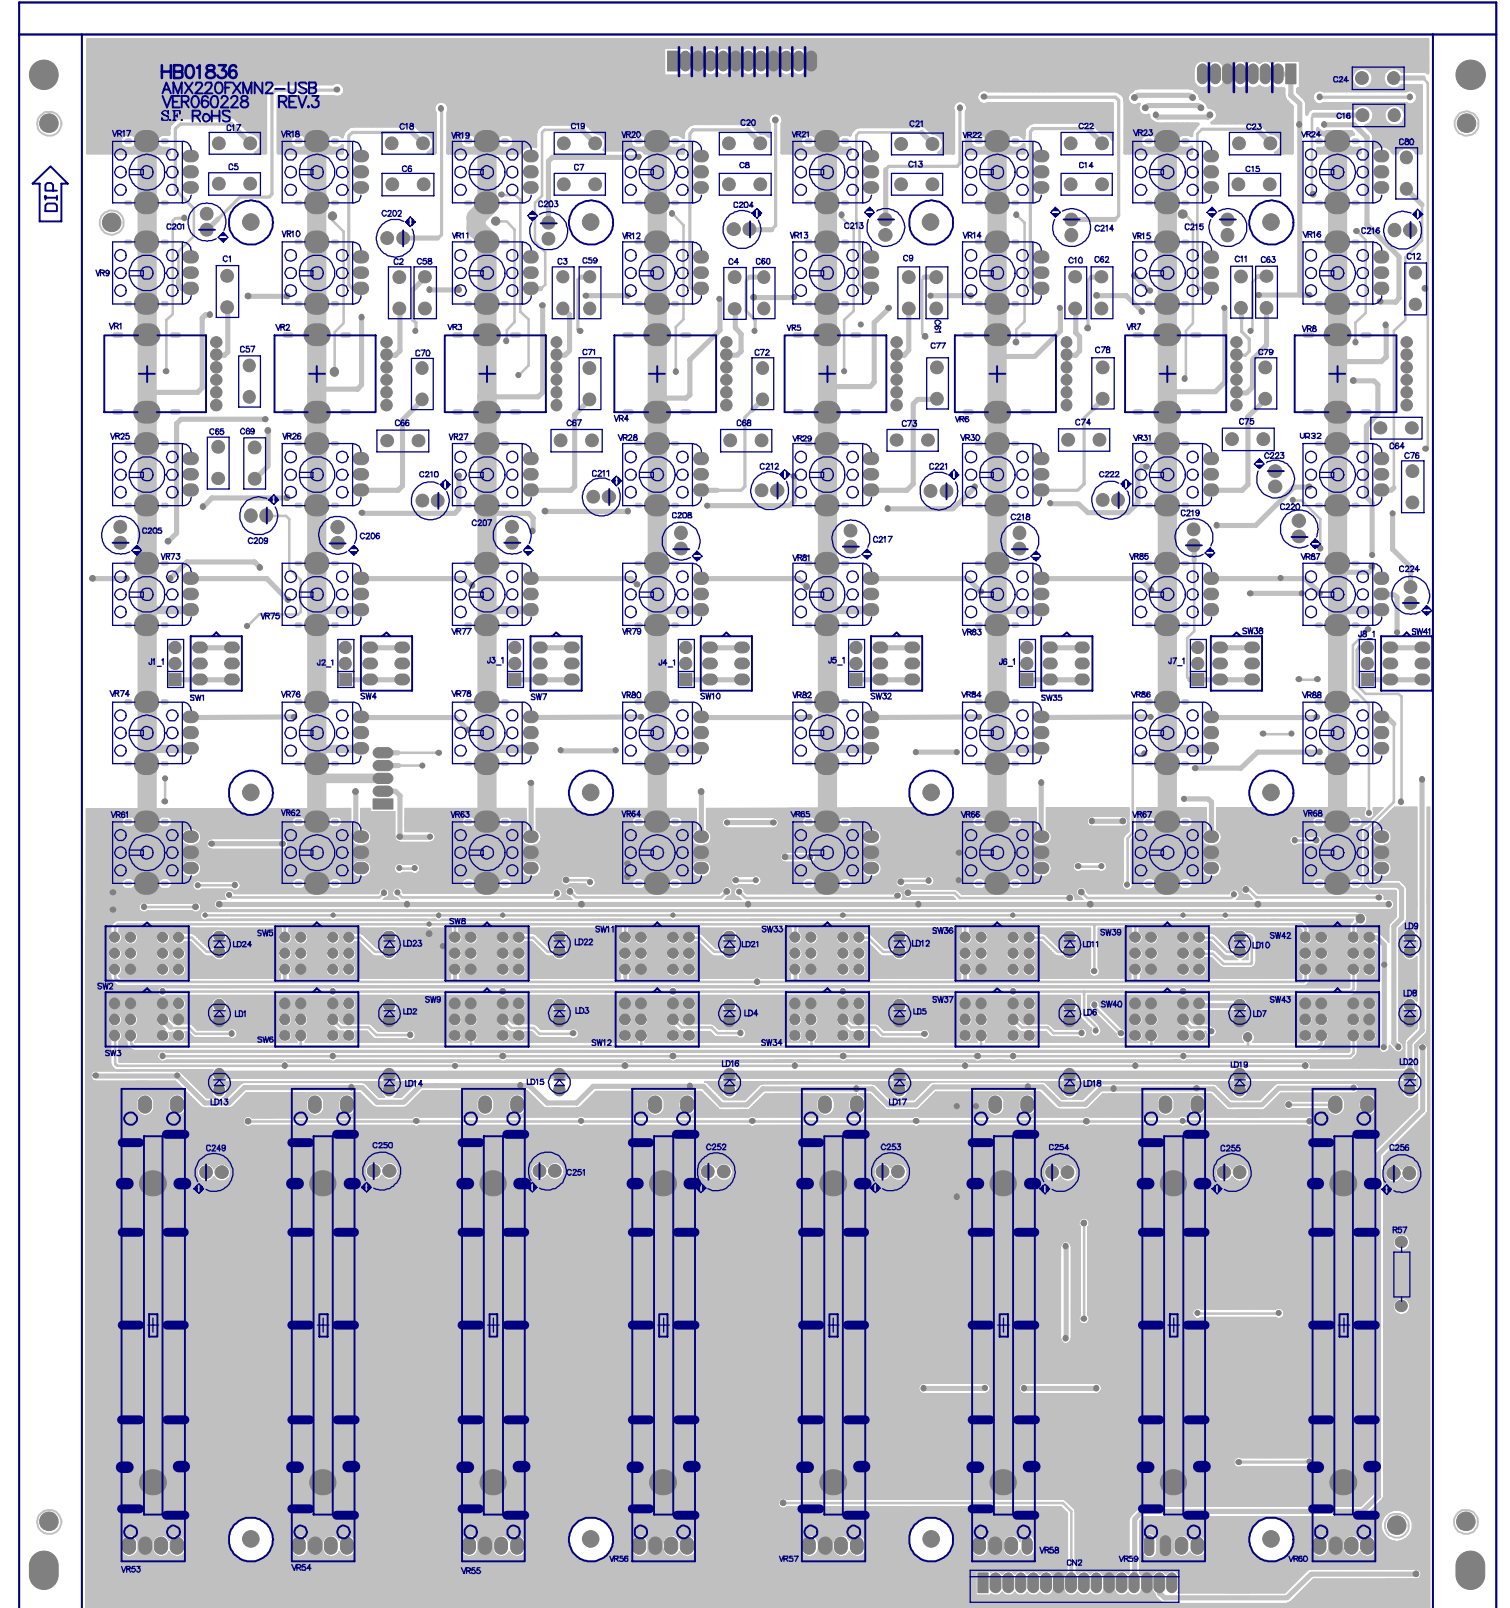 HB01836
AMX220FXMN2-USB
VER060228 REV.3
S.F. RoHS
DIP
C24
C16
VR17 C17 VR18 C18 VR19 C19 VR20 C20 VR21 C21 VR22 C22 VR23 C23 VR24 C80
C5 C6 C7 C8 C13 C14 C15
C201 C202 C203 C204 C213 C214 C215 C216
VR9 VR10 VR11 VR12 VR13 VR14 VR15 VR16
C1 C2 C58 C3 C59 C4 C60 C9 C61 C10 C62 C11 C63 C12
VR1 VR2 VR3 VR4 VR5 VR6 VR7 VR8
C57 C70 C71 C72 C77 C78 C79
C65 C69 C66 C67 C68 C73 C74 C75 C64 C76
VR25 VR26 VR27 VR28 VR29 VR30 VR31 VR32
C209 C210 C211 C212 C221 C222 C223
C205 C206 C207 C208 C217 C218 C219 C220
VR73 VR75 VR77 VR79 VR81 VR83 VR85 VR87 C224
J1_1 J2_1 J3_1 J4_1 J5_1 J6_1 J7_1 J8_1
SW1 SW4 SW7 SW10 SW32 SW35 SW38 SW41
VR74 VR76 VR78 VR80 VR82 VR84 VR86 VR88
VR61 VR62 VR63 VR64 VR65 VR66 VR67 VR68
SW2 LD24 SW5 LD23 SW8 LD22 SW11 LD21 SW33 LD12 SW36 LD11 SW39 LD10 SW42 LD9
SW3 LD1 SW6 LD2 SW9 LD3 SW12 LD4 SW34 LD5 SW37 LD6 SW40 LD7 SW43 LD8
LD13 LD14 LD15 LD16 LD17 LD18 LD19 LD20
C249 C250 C251 C252 C253 C254 C255 C256
R57
VR53 VR54 VR55 VR56 VR57 VR58 VR59 VR60
CN2